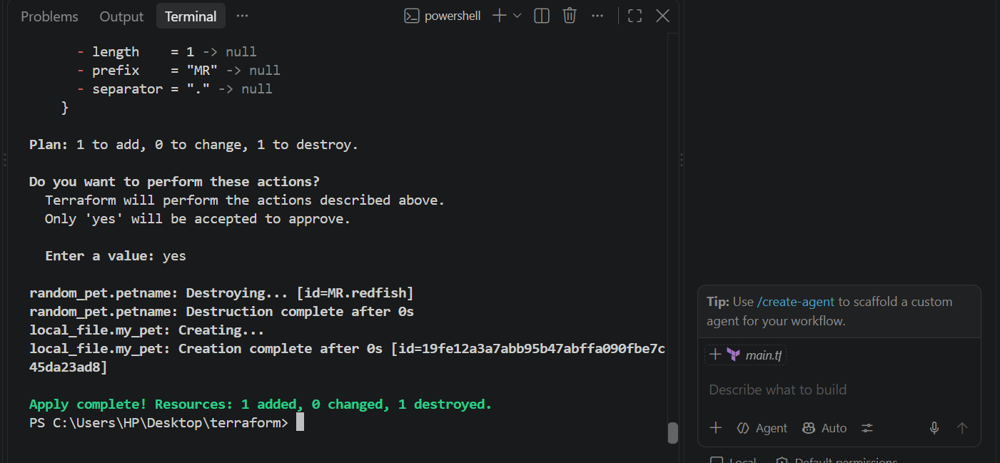 Problems Output Terminal ··· powershell
- length    = 1 -> null
- prefix    = "MR" -> null
- separator = "." -> null
}
Plan: 1 to add, 0 to change, 1 to destroy.
Do you want to perform these actions?
Terraform will perform the actions described above.
Only 'yes' will be accepted to approve.
Enter a value: yes
random_pet.petname: Destroying... [id=MR.redfish]
random_pet.petname: Destruction complete after 0s
local_file.my_pet: Creating...
local_file.my_pet: Creation complete after 0s [id=19fe12a3a7abb95b47abffa090fbe7c
45da23ad8]
Apply complete! Resources: 1 added, 0 changed, 1 destroyed.
PS C:\Users\HP\Desktop\terraform>
Tip: Use /create-agent to scaffold a custom
agent for your workflow.
main.tf
Describe what to build
Agent Auto
Local Default permissions